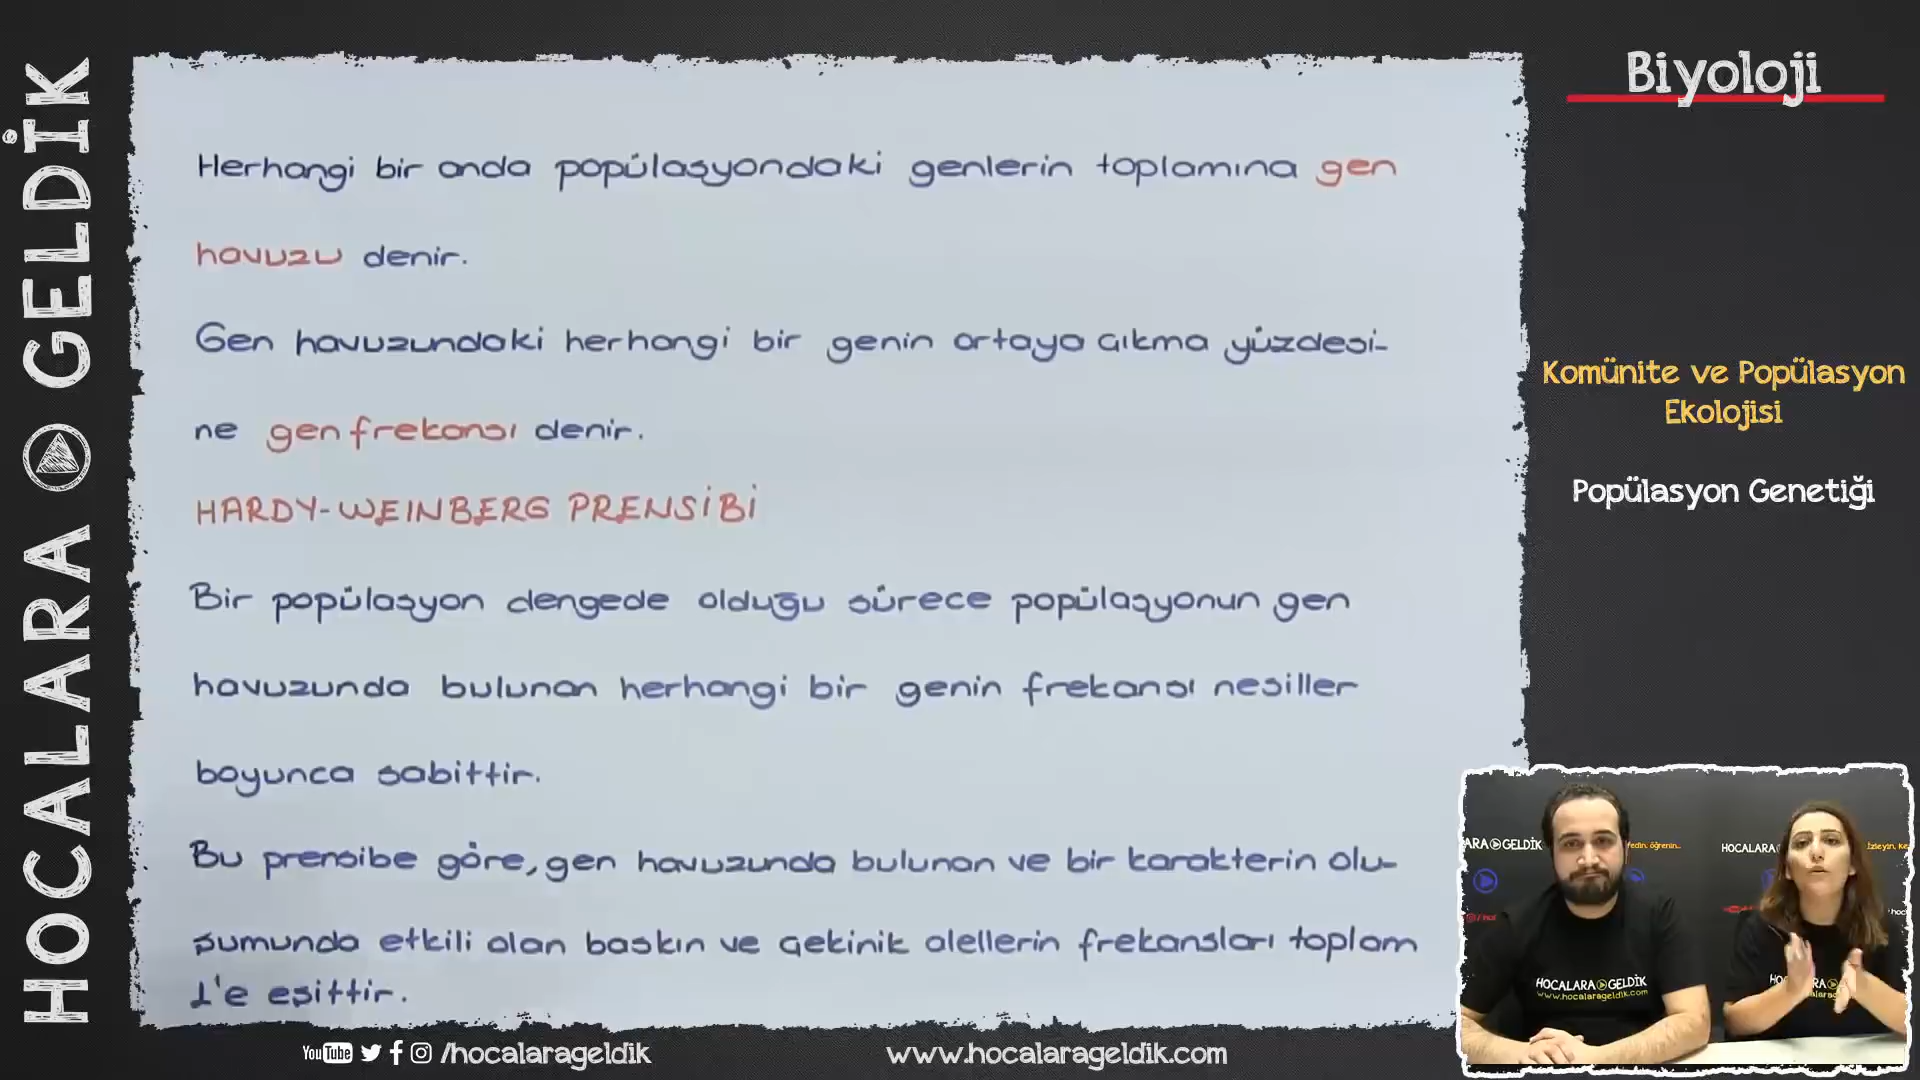 HOCALARA GELDİK
Biyoloji
Herhangi bir anda popülasyondaki genlerin toplamına gen
havuzu denir.
Gen havuzundaki herhangi bir genin ortaya çıkma yüzdesi-
ne gen frekansı denir.
HARDY-WEINBERG PRENSİBİ
Bir popülasyon dengede olduğu sürece popülasyonun gen
havuzunda bulunan herhangi bir genin frekansı nesiller
boyunca sabittir.
Bu prensibe göre, gen havuzunda bulunan ve bir karakterin olu-
şumunda etkili olan baskın ve çekinik alellerin frekansları toplam
1'e eşittir.
Komünite ve Popülasyon
Ekolojisi
Popülasyon Genetiği
ARA GELDİK
HOCALARA
HOCALARA GELDİK
www.hocalarageldik.com
YouTube /hocalarageldik
www.hocalarageldik.com